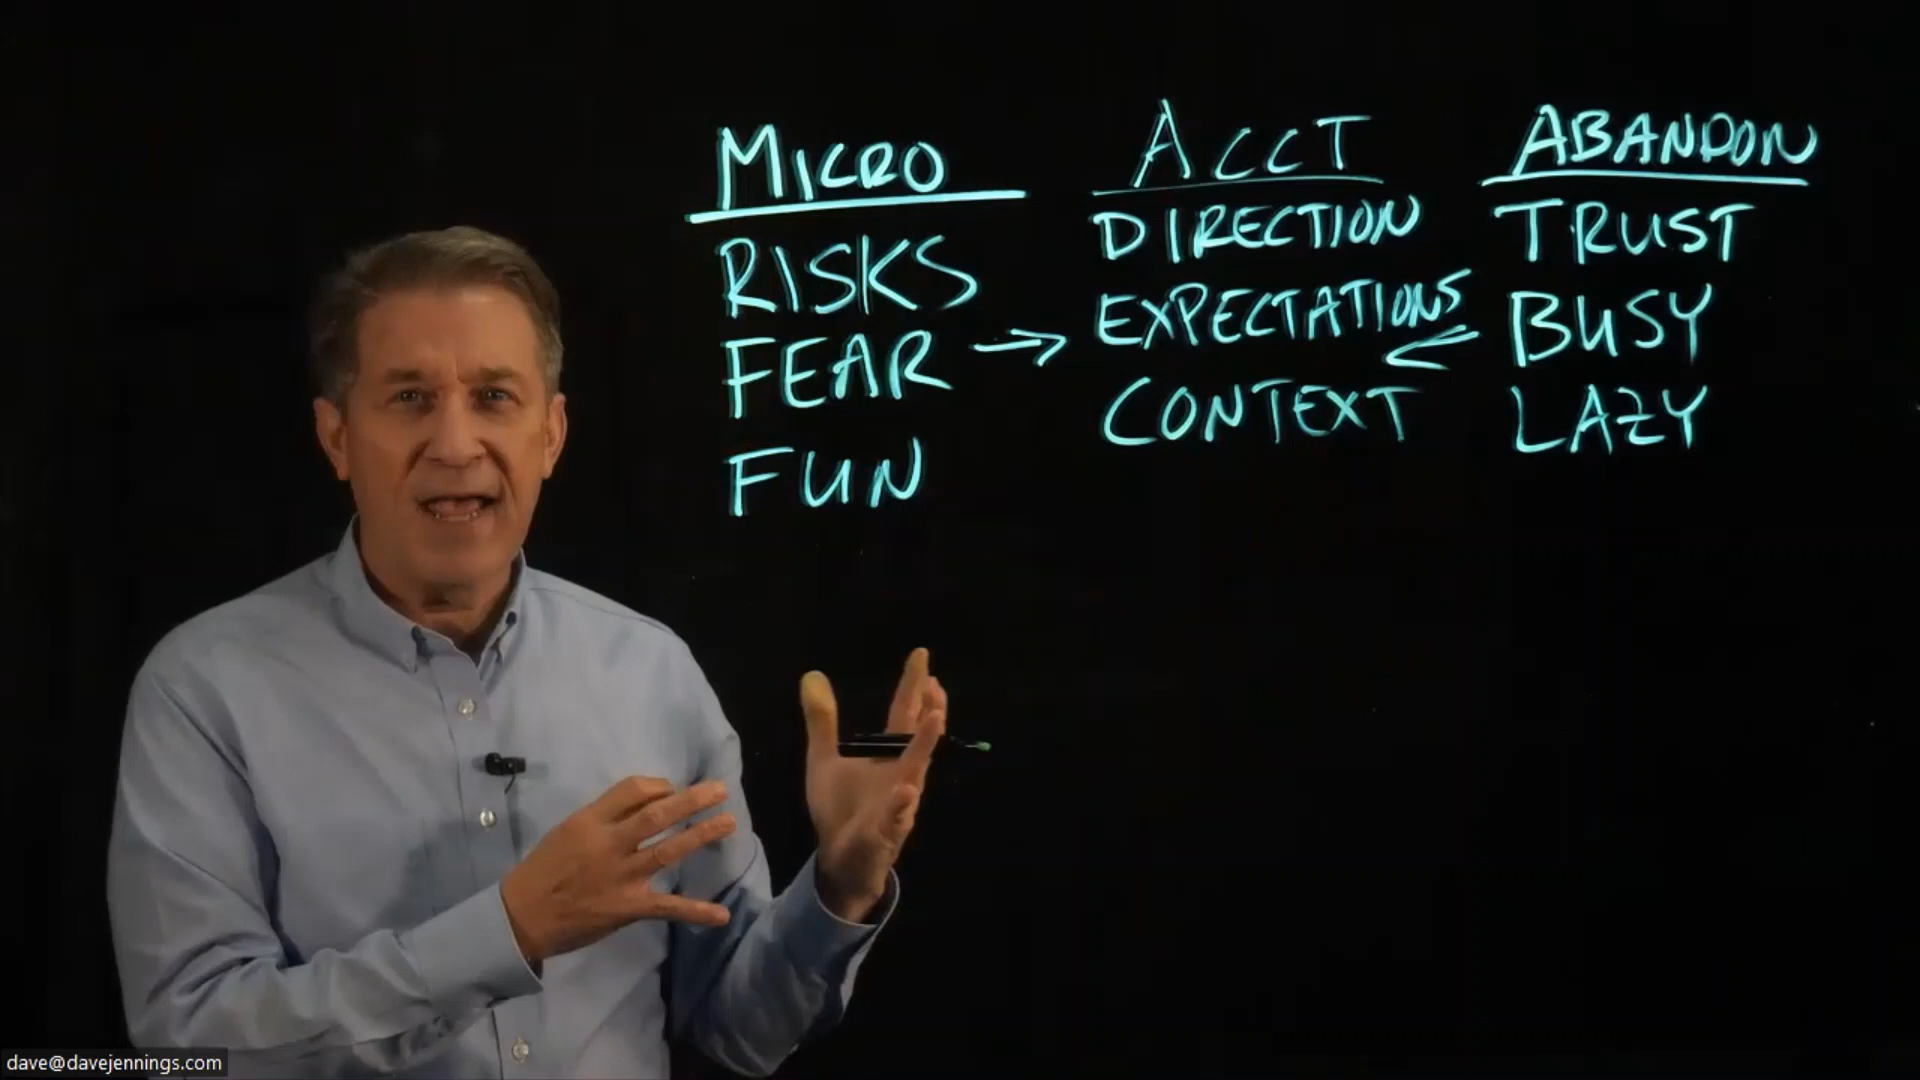 MICRO
RISKS
FEAR →
FUN
ACCT
DIRECTION
EXPECTATIONS
CONTEXT
ABANDON
TRUST
← BUSY
LAZY
dave@davejennings.com